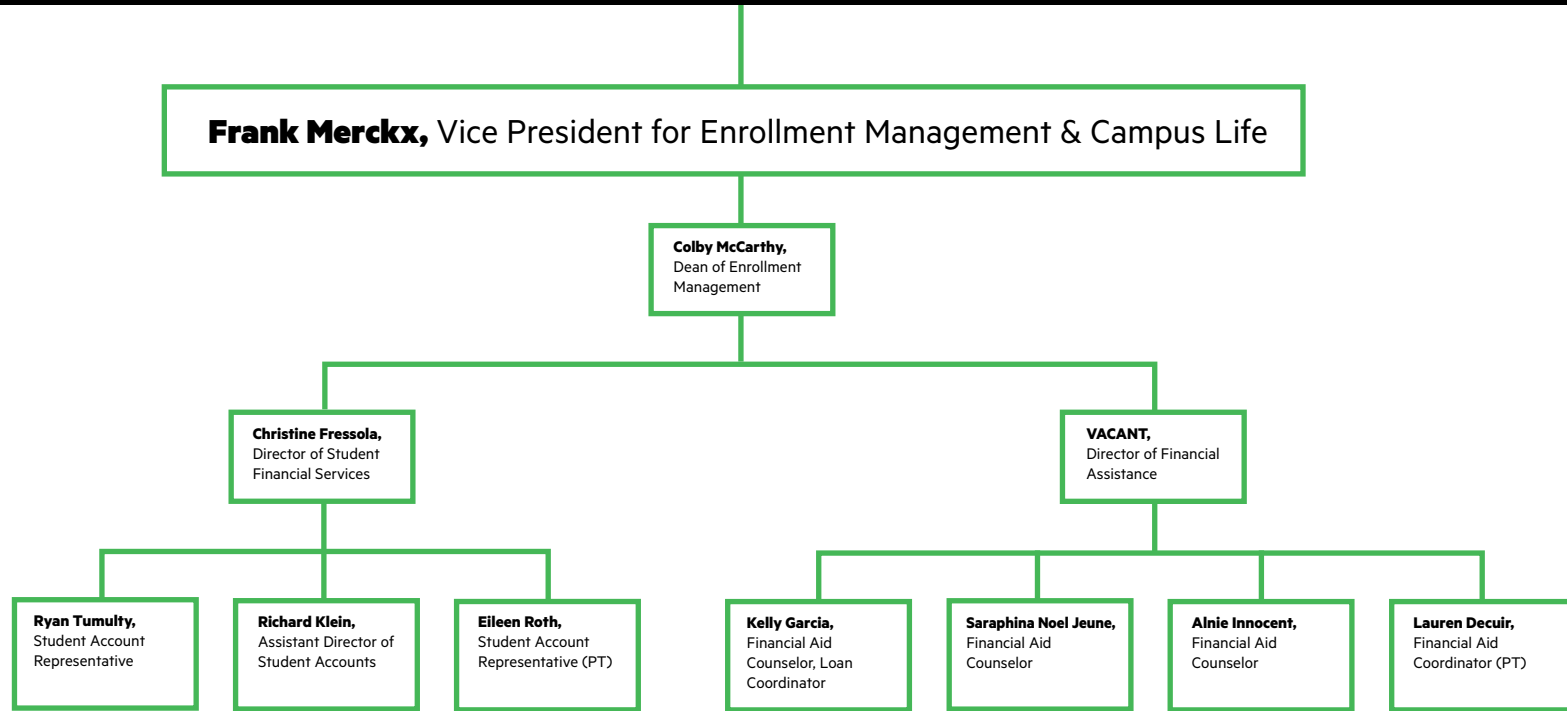 Frank Merckx, Vice President for Enrollment Management & Campus Life
Colby McCarthy,
Dean of Enrollment
Management
Christine Fressola,
Director of Student
Financial Services
VACANT,
Director of Financial
Assistance
Ryan Tumulty,
Student Account
Representative
Richard Klein,
Assistant Director of
Student Accounts
Eileen Roth,
Student Account
Representative (PT)
Kelly Garcia,
Financial Aid
Counselor, Loan
Coordinator
Saraphina Noel Jeune,
Financial Aid
Counselor
Alnie Innocent,
Financial Aid
Counselor
Lauren Decuir,
Financial Aid
Coordinator (PT)